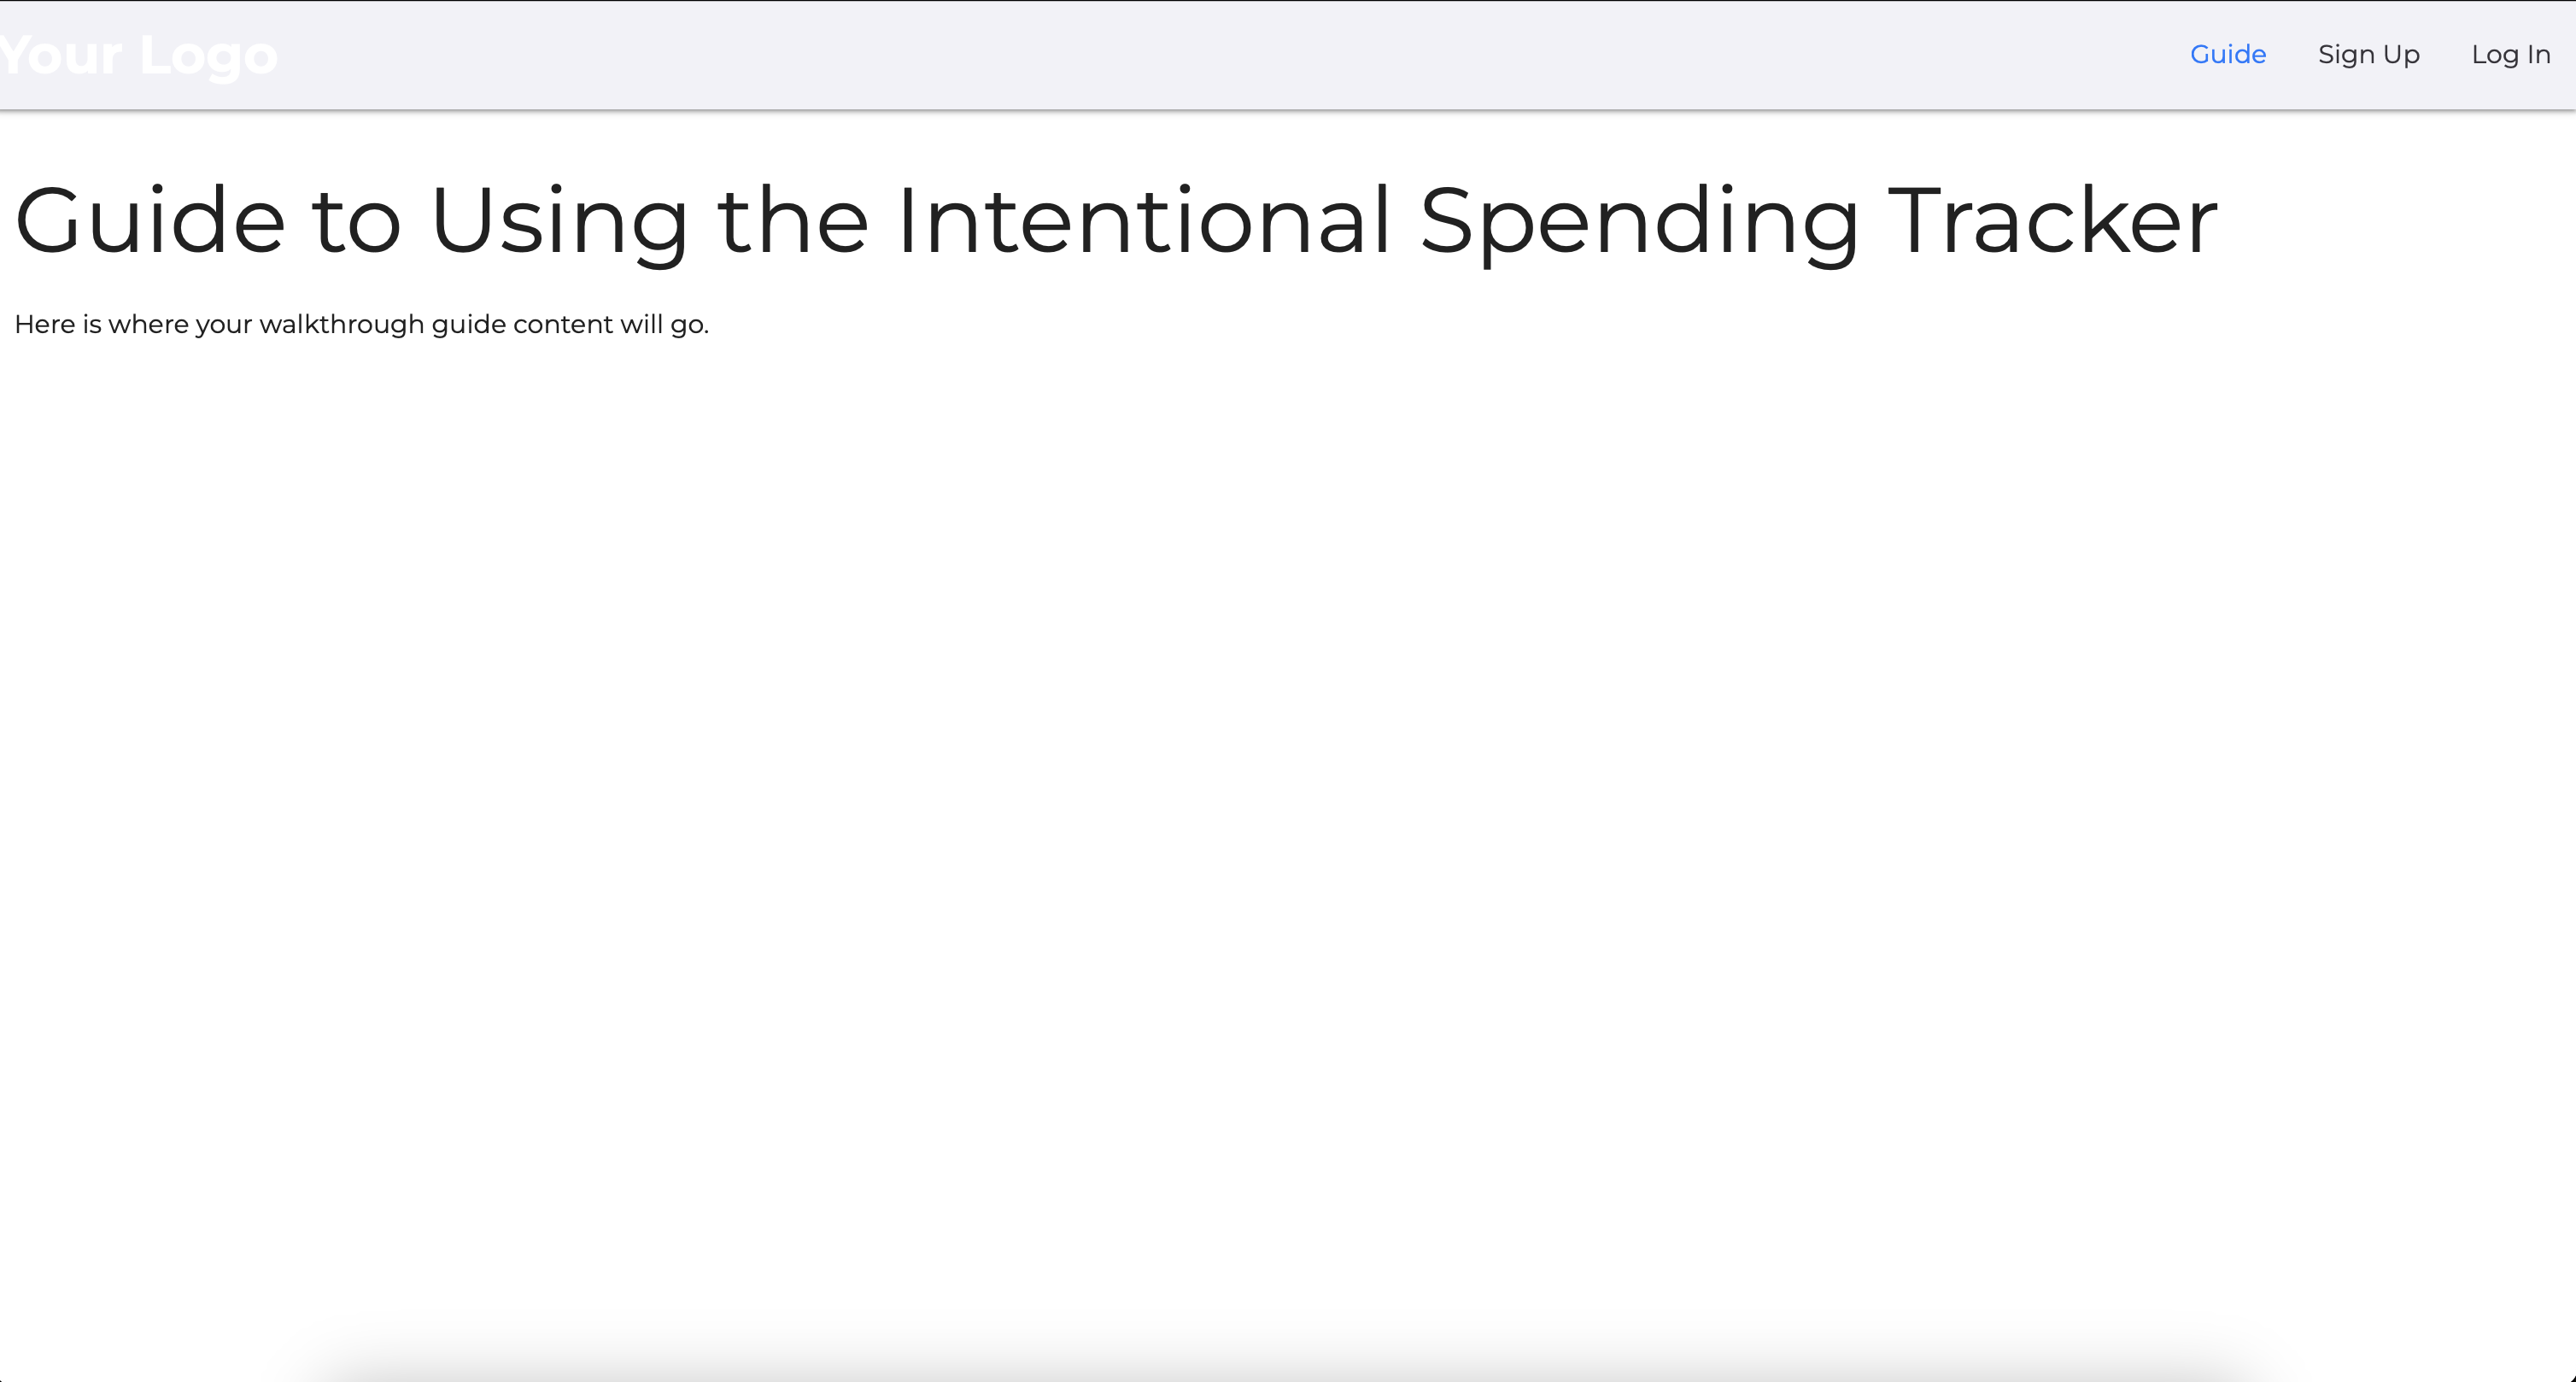 Your Logo
Guide Sign Up Log In
Guide to Using the Intentional Spending Tracker
Here is where your walkthrough guide content will go.